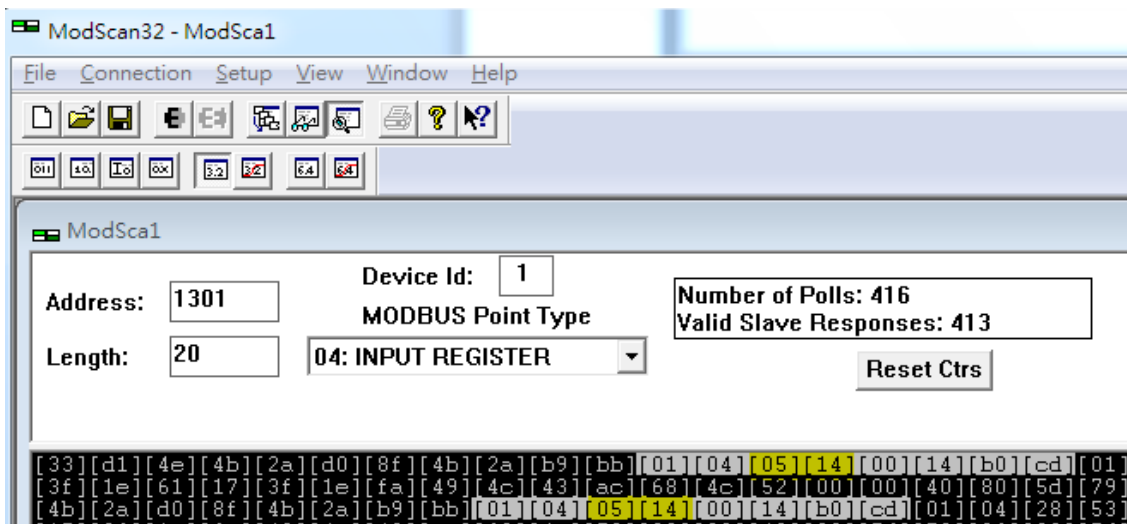 ModScan32 - ModSca1
File Connection Setup View Window Help
ModSca1
Address: 1301
Device Id: 1
MODBUS Point Type
Length: 20
04: INPUT REGISTER
Number of Polls: 416
Valid Slave Responses: 413
Reset Ctrs
[33][d1][4e][4b][2a][d0][8f][4b][2a][b9][bb][01][04][05][14][00][14][b0][cd][01]
[3f][1e][61][17][3f][1e][fa][49][4c][43][ac][68][4c][52][00][00][40][80][5d][79]
[4b][2a][d0][8f][4b][2a][b9][bb][01][04][05][14][00][14][b0][cd][01][04][28][53]